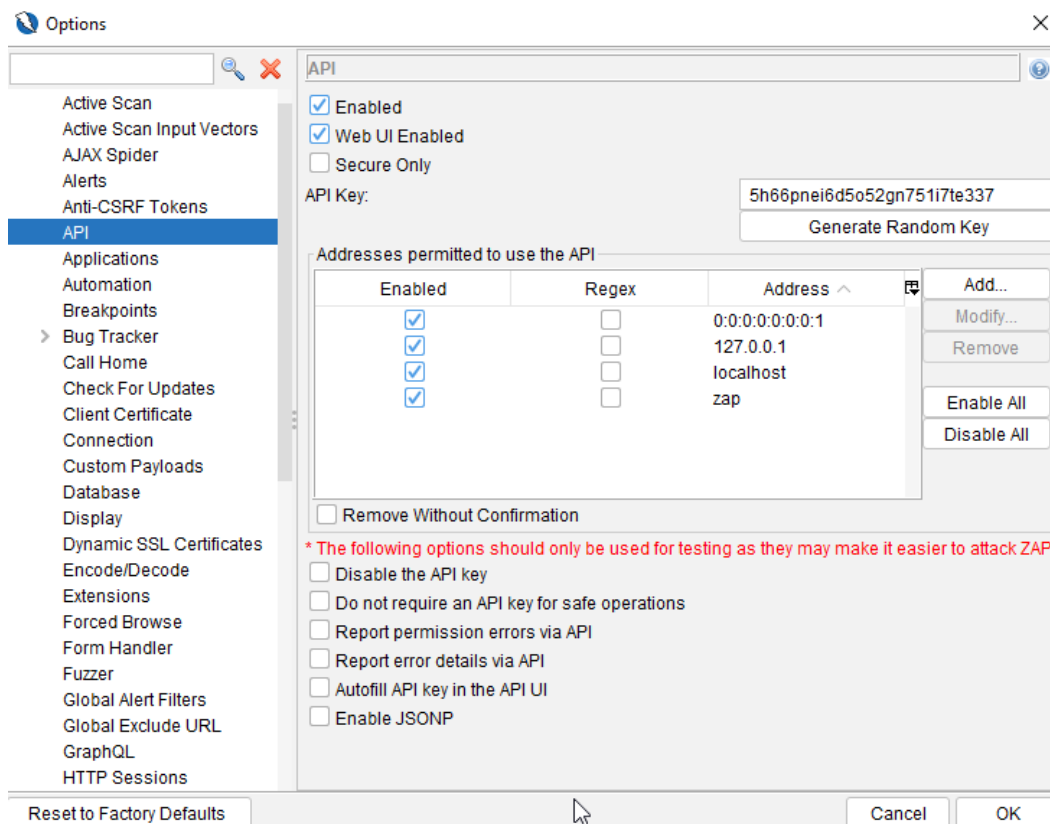 Options
API
Active Scan
Active Scan Input Vectors
AJAX Spider
Alerts
Anti-CSRF Tokens
API
Applications
Automation
Breakpoints
Bug Tracker
Call Home
Check For Updates
Client Certificate
Connection
Custom Payloads
Database
Display
Dynamic SSL Certificates
Encode/Decode
Extensions
Forced Browse
Form Handler
Fuzzer
Global Alert Filters
Global Exclude URL
GraphQL
HTTP Sessions
Enabled
Web UI Enabled
Secure Only
API Key: 5h66pnei6d5o52gn751i7te337
Generate Random Key
Addresses permitted to use the API
Enabled Regex Address
0:0:0:0:0:0:0:1
127.0.0.1
localhost
zap
Add...
Modify...
Remove
Enable All
Disable All
Remove Without Confirmation
* The following options should only be used for testing as they may make it easier to attack ZAP
Disable the API key
Do not require an API key for safe operations
Report permission errors via API
Report error details via API
Autofill API key in the API UI
Enable JSONP
Reset to Factory Defaults
Cancel
OK